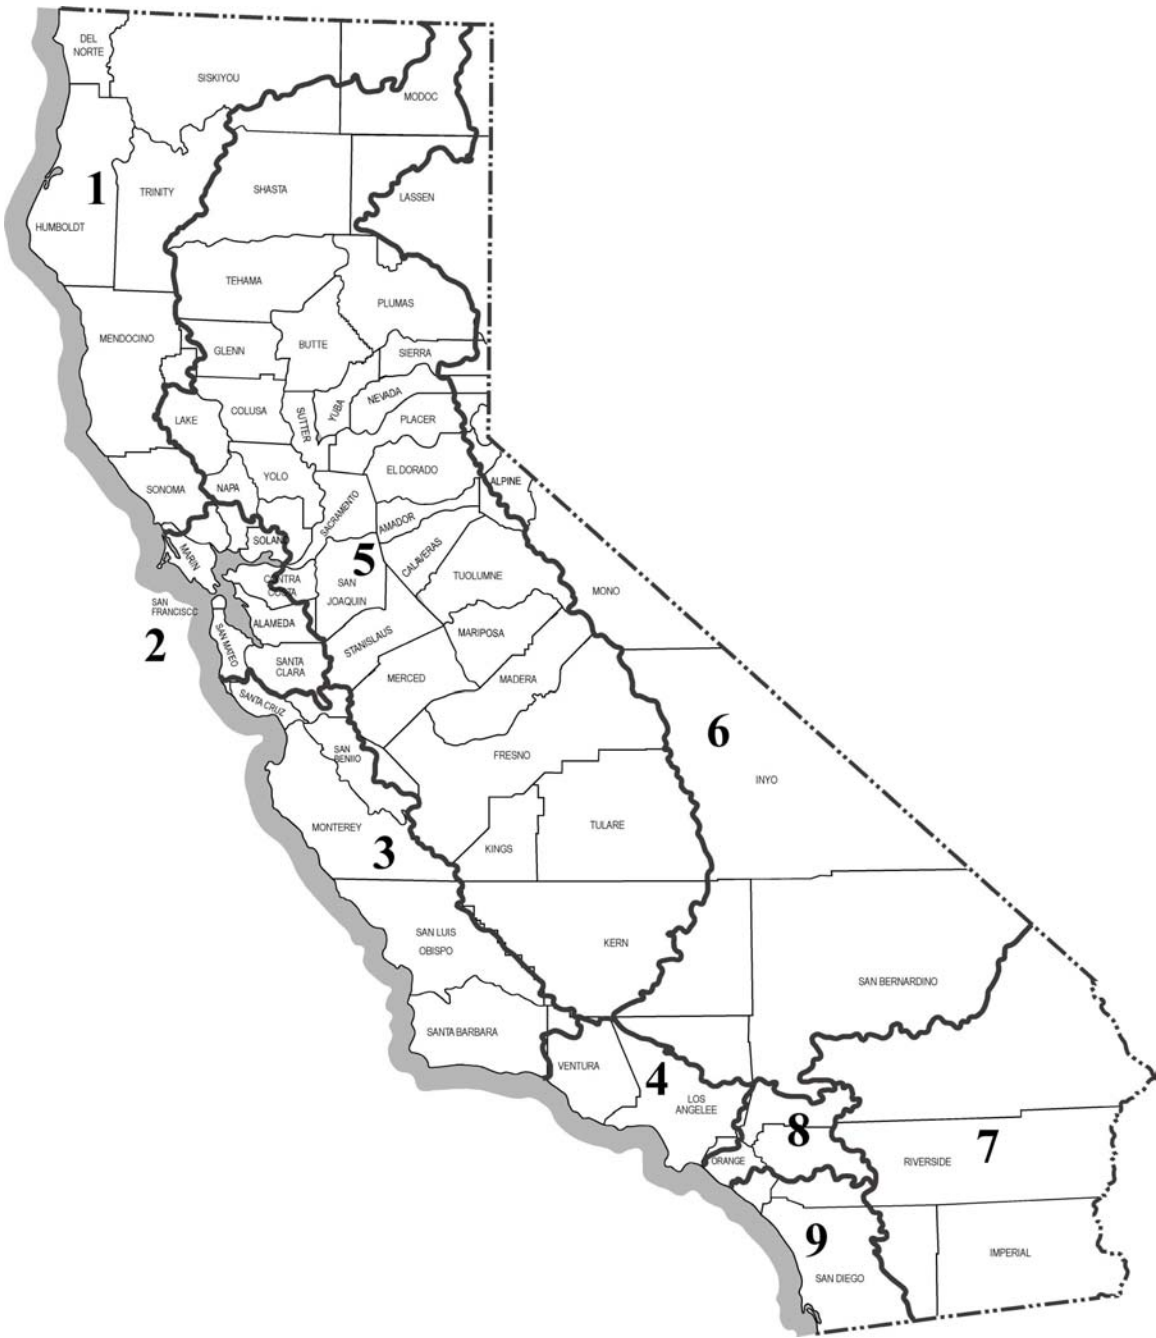 DEL
NORTE
SISKIYOU
MODOC
1
TRINITY
SHASTA
LASSEN
HUMBOLDT
TEHAMA
PLUMAS
MENDOCINO
GLENN
BUTTE
SIERRA
NEVADA
LAKE
COLUSA
SUTTER
YUBA
PLACER
EL DORADO
YOLO
SONOMA
NAPA
ALPINE
SACRAMENTO
AMADOR
SOLAN
MARIN
5
CALAVERAS
CONTRA
COSTA
SAN
JOAQUIN
TUOLUMNE
MONO
SAN
FRANCISCC
ALAMEDA
2
SAN MATEO
STANISLAUS
MARIPOSA
SANTA
CLARA
MERCED
MADERA
SANTA CRUZ
6
SAN
BENIIO
FRESNO
INYO
MONTEREY
3
KINGS
TULARE
SAN LUIS
OBISPO
KERN
SAN BERNARDINO
SANTA BARBARA
VENTURA
4
LOS
ANGELEE
8
7
ORANGE
RIVERSIDE
9
SAN DIEGO
IMPERIAL